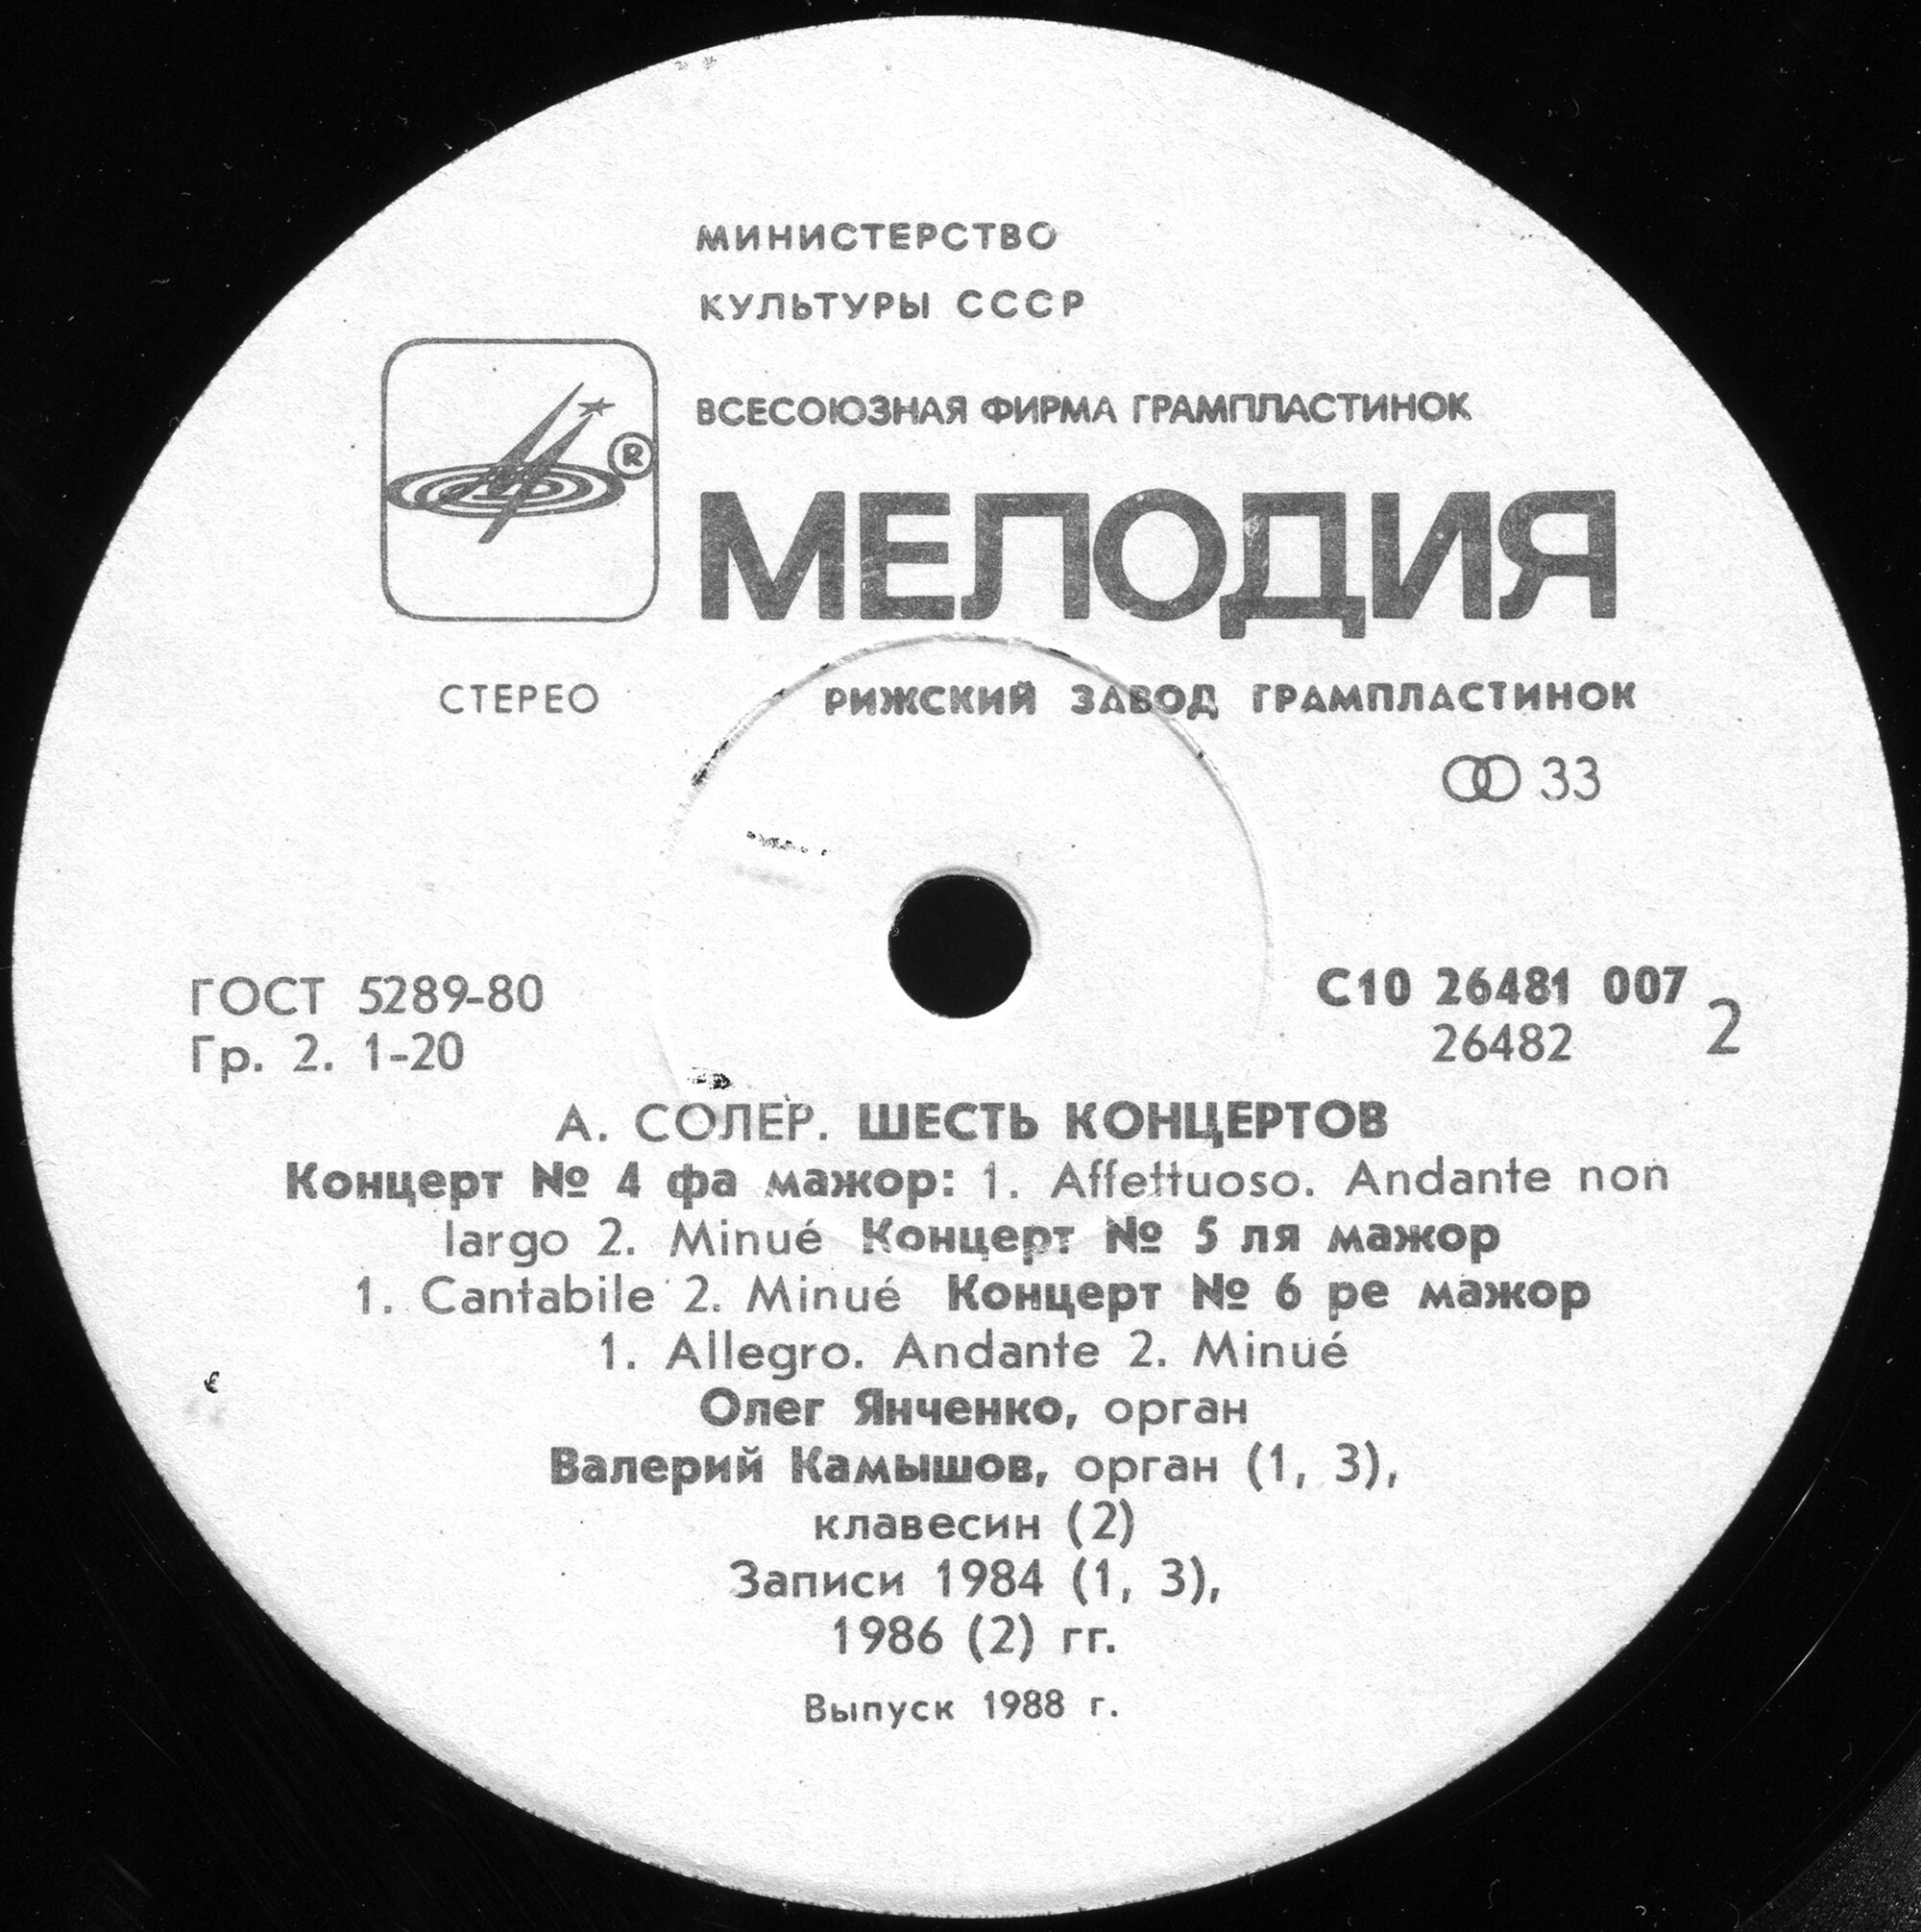 МИНИСТЕРСТВО
КУЛЬТУРЫ СССР
ВСЕСОЮЗНАЯ ФИРМА ГРАМПЛАСТИНОК
®
МЕЛОДИЯ
СТЕРЕО
РИЖСКИЙ ЗАВОД ГРАМПЛАСТИНОК
33
ГОСТ 5289-80
Гр. 2. 1-20
С10 26481 007
26482
2
А. СОЛЕР. ШЕСТЬ КОНЦЕРТОВ
Концерт № 4 фа мажор: 1. Affettuoso. Andante non
largo 2. Minué Концерт № 5 ля мажор
1. Cantabile 2. Minué Концерт № 6 ре мажор
1. Allegro. Andante 2. Minué
Олег Янченко, орган
Валерий Камышов, орган (1, 3),
клавесин (2)
Записи 1984 (1, 3),
1986 (2) гг.
Выпуск 1988 г.